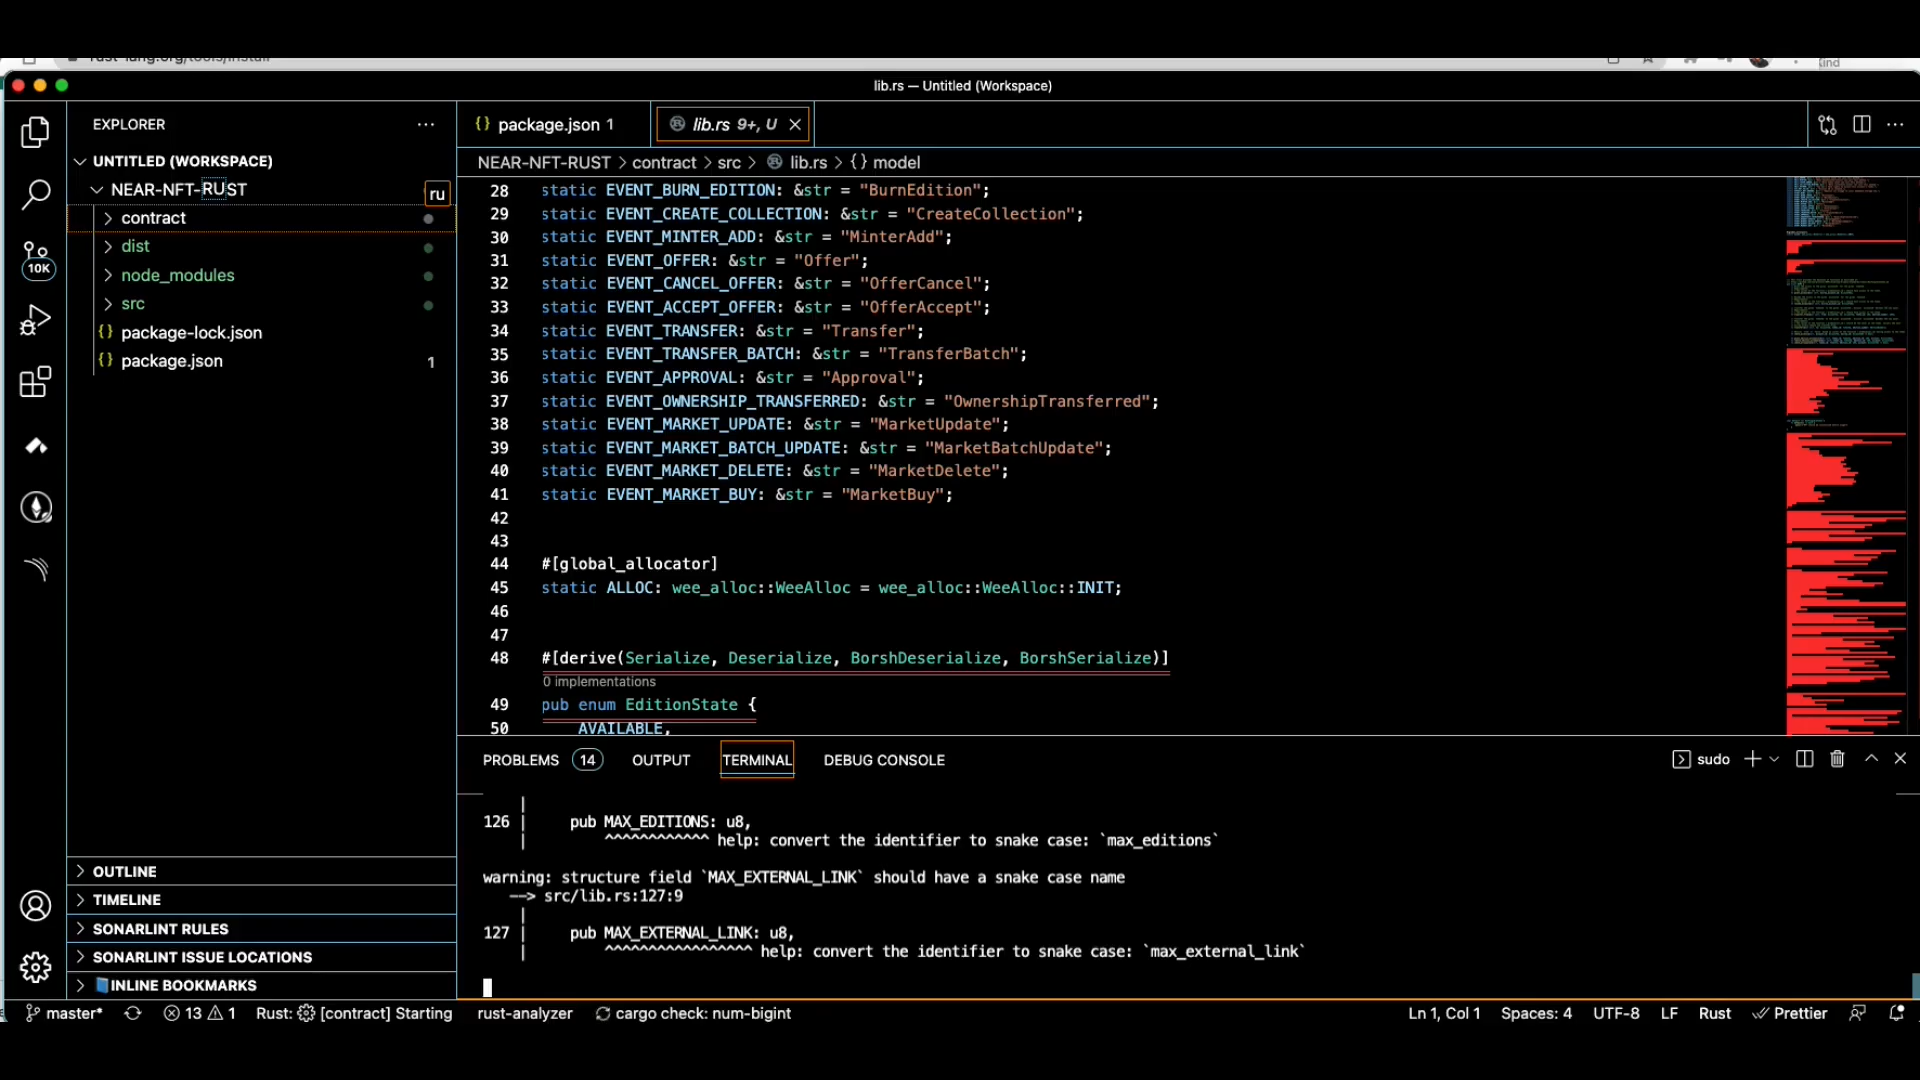 rust-lang.org/tools/install
kind
lib.rs — Untitled (Workspace)
EXPLORER
package.json 1
lib.rs 9+, U
UNTITLED (WORKSPACE)
NEAR-NFT-RUST
ru
contract
dist
node_modules
src
package-lock.json
package.json 1
10K
NEAR-NFT-RUST > contract > src > lib.rs > {} model
28 static EVENT_BURN_EDITION: &str = "BurnEdition";
29 static EVENT_CREATE_COLLECTION: &str = "CreateCollection";
30 static EVENT_MINTER_ADD: &str = "MinterAdd";
31 static EVENT_OFFER: &str = "Offer";
32 static EVENT_CANCEL_OFFER: &str = "OfferCancel";
33 static EVENT_ACCEPT_OFFER: &str = "OfferAccept";
34 static EVENT_TRANSFER: &str = "Transfer";
35 static EVENT_TRANSFER_BATCH: &str = "TransferBatch";
36 static EVENT_APPROVAL: &str = "Approval";
37 static EVENT_OWNERSHIP_TRANSFERRED: &str = "OwnershipTransferred";
38 static EVENT_MARKET_UPDATE: &str = "MarketUpdate";
39 static EVENT_MARKET_BATCH_UPDATE: &str = "MarketBatchUpdate";
40 static EVENT_MARKET_DELETE: &str = "MarketDelete";
41 static EVENT_MARKET_BUY: &str = "MarketBuy";
42
43
44 #[global_allocator]
45 static ALLOC: wee_alloc::WeeAlloc = wee_alloc::WeeAlloc::INIT;
46
47
48 #[derive(Serialize, Deserialize, BorshDeserialize, BorshSerialize)]
0 implementations
49 pub enum EditionState {
50 AVAILABLE,
PROBLEMS 14 OUTPUT TERMINAL DEBUG CONSOLE
sudo
|
126 | pub MAX_EDITIONS: u8,
| ^^^^^^^^^^^^ help: convert the identifier to snake case: `max_editions`
warning: structure field `MAX_EXTERNAL_LINK` should have a snake case name
--> src/lib.rs:127:9
|
127 | pub MAX_EXTERNAL_LINK: u8,
| ^^^^^^^^^^^^^^^^^ help: convert the identifier to snake case: `max_external_link`
OUTLINE
TIMELINE
SONARLINT RULES
SONARLINT ISSUE LOCATIONS
INLINE BOOKMARKS
master* 13 1 Rust: [contract] Starting rust-analyzer cargo check: num-bigint Ln 1, Col 1 Spaces: 4 UTF-8 LF Rust Prettier